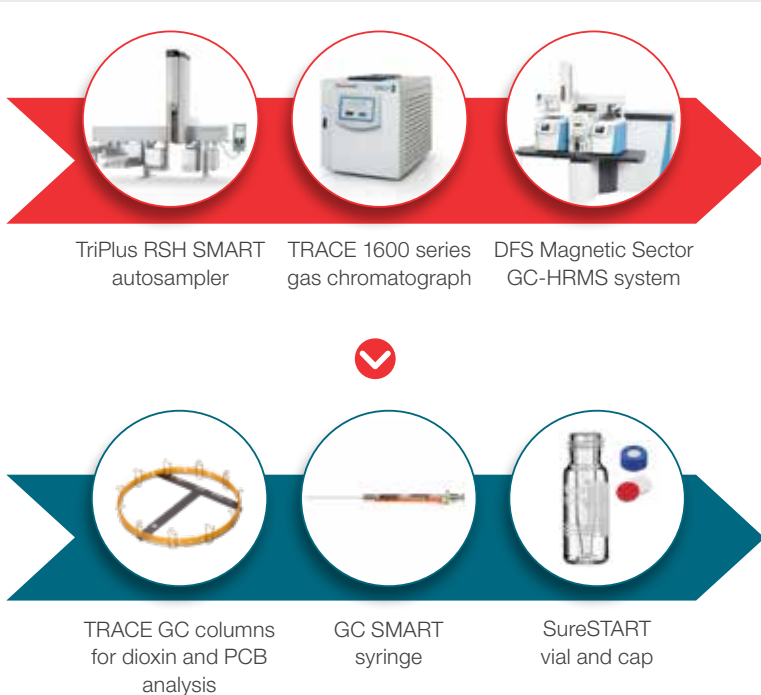 TriPlus RSH SMART
autosampler
TRACE 1600 series
gas chromatograph
DFS Magnetic Sector
GC-HRMS system
TRACE GC columns
for dioxin and PCB
analysis
GC SMART
syringe
SureSTART
vial and cap